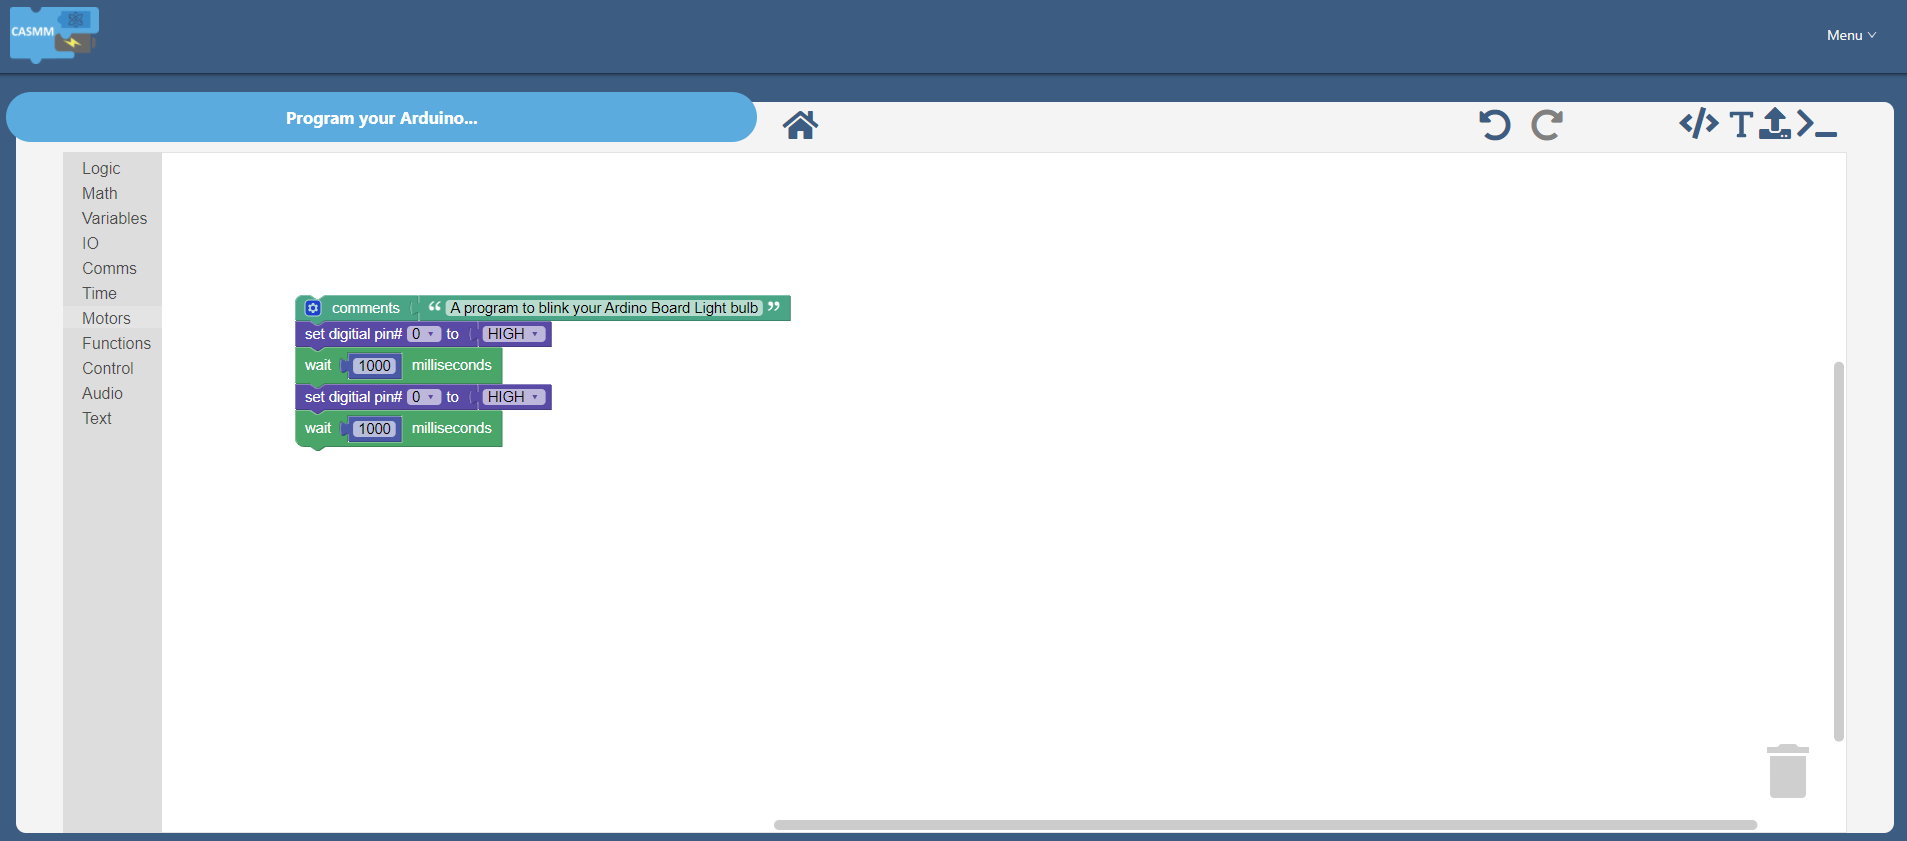 CASMM
Menu
Program your Arduino...
T
Logic
Math
Variables
IO
Comms
Time
Motors
Functions
Control
Audio
Text
comments “ A program to blink your Ardino Board Light bulb ”
set digitial pin# 0 to HIGH
wait 1000 milliseconds
set digitial pin# 0 to HIGH
wait 1000 milliseconds